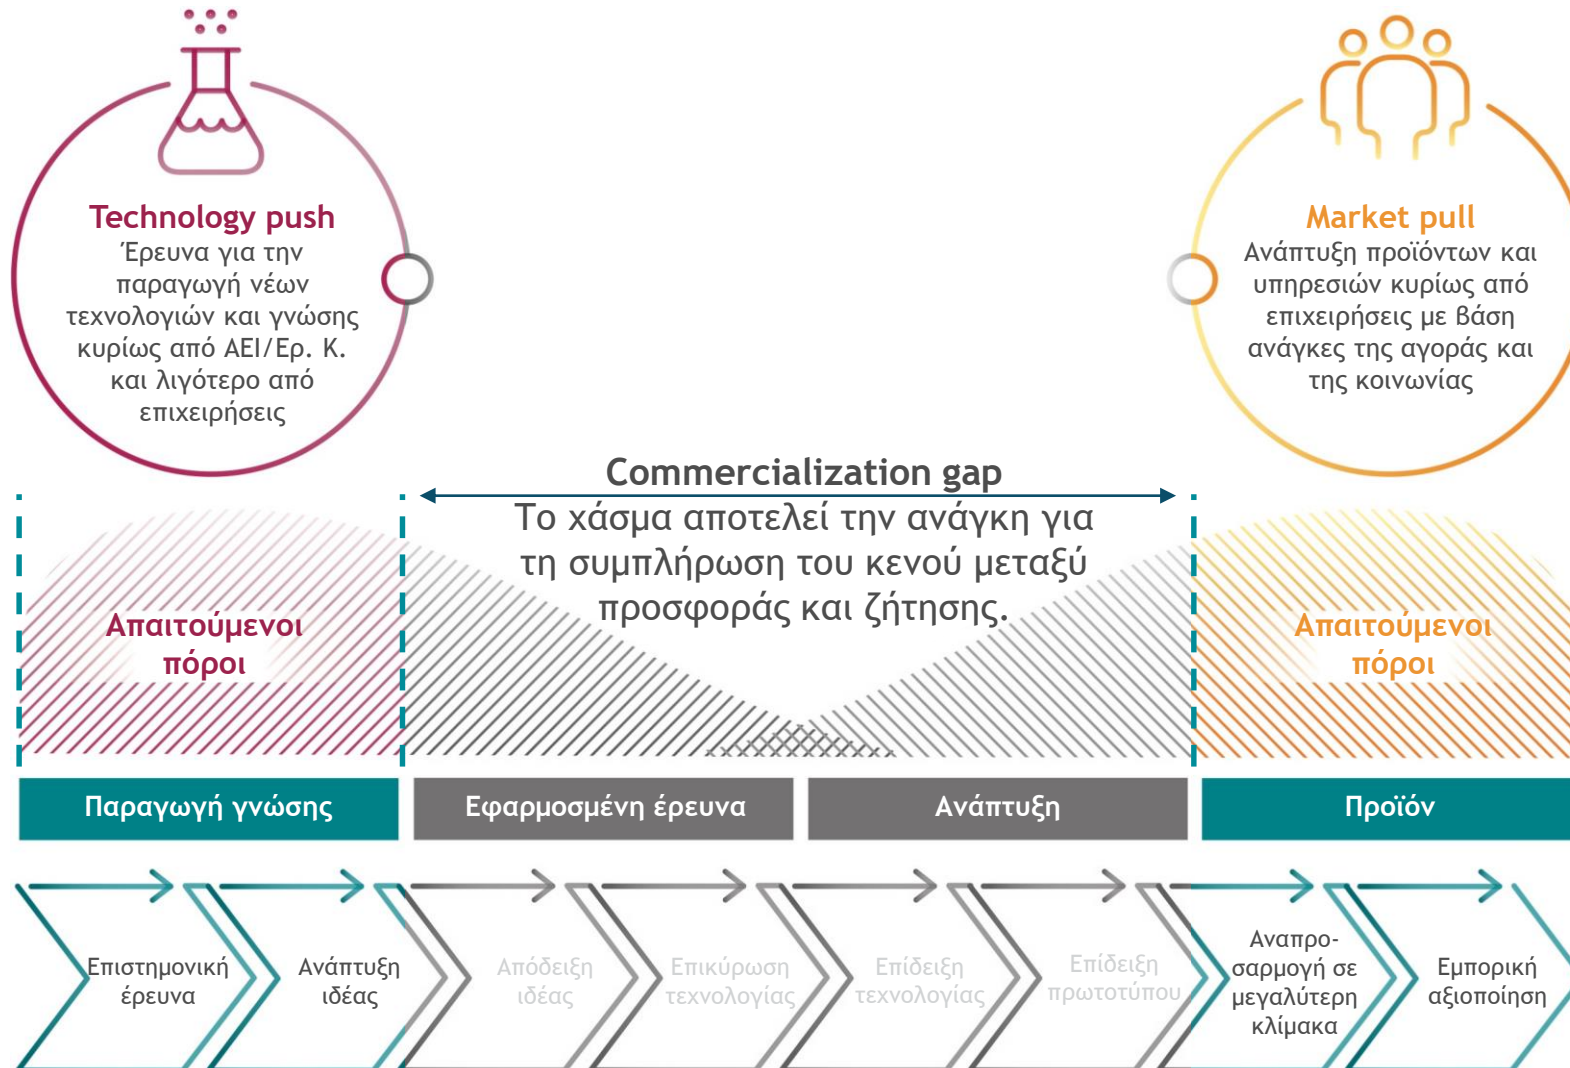 Technology push
Έρευνα για την
παραγωγή νέων
τεχνολογιών και γνώσης
κυρίως από ΑΕΙ/Ερ. Κ.
και λιγότερο από
επιχειρήσεις
Market pull
Ανάπτυξη προϊόντων και
υπηρεσιών κυρίως από
επιχειρήσεις με βάση
ανάγκες της αγοράς και
της κοινωνίας
Commercialization gap
Το χάσμα αποτελεί την ανάγκη για
τη συμπλήρωση του κενού μεταξύ
προσφοράς και ζήτησης.
Απαιτούμενοι
πόροι
Απαιτούμενοι
πόροι
Παραγωγή γνώσης
Εφαρμοσμένη έρευνα
Ανάπτυξη
Προϊόν
Επιστημονική
έρευνα
Ανάπτυξη
ιδέας
Απόδειξη
ιδέας
Επικύρωση
τεχνολογίας
Επίδειξη
τεχνολογίας
Επίδειξη
πρωτοτύπου
Αναπρο-
σαρμογή σε
μεγαλύτερη
κλίμακα
Εμπορική
αξιοποίηση